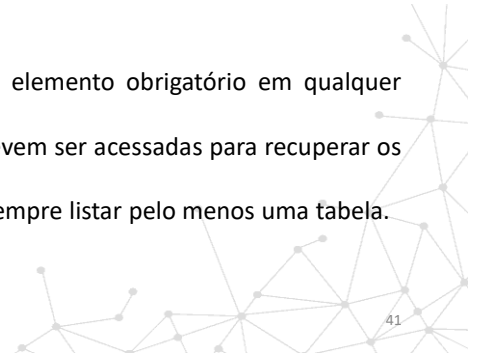 elemento obrigatório em qualquer
vem ser acessadas para recuperar os
empre listar pelo menos uma tabela.
41